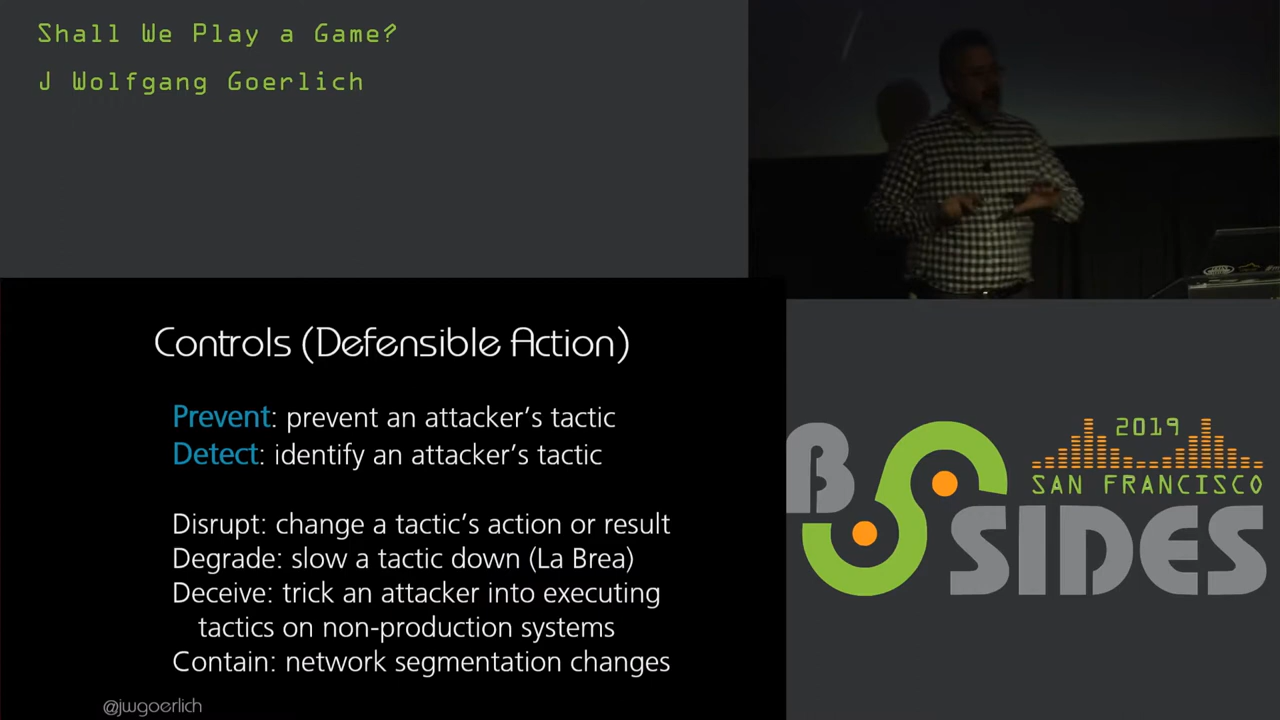 Shall We Play a Game?
J Wolfgang Goerlich
Controls (Defensible Action)
Prevent: prevent an attacker's tactic
Detect: identify an attacker's tactic
Disrupt: change a tactic's action or result
Degrade: slow a tactic down (La Brea)
Deceive: trick an attacker into executing
tactics on non-production systems
Contain: network segmentation changes
@jwgoerlich
2019
SAN FRANCISCO
B
SIDES